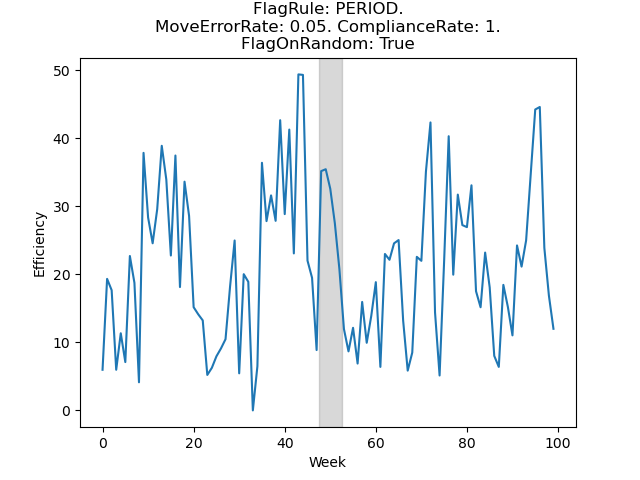 FlagRule: PERIOD.
MoveErrorRate: 0.05. ComplianceRate: 1.
FlagOnRandom: True
50
40
30
20
10
0
Efficiency
0 20 40 60 80 100
Week